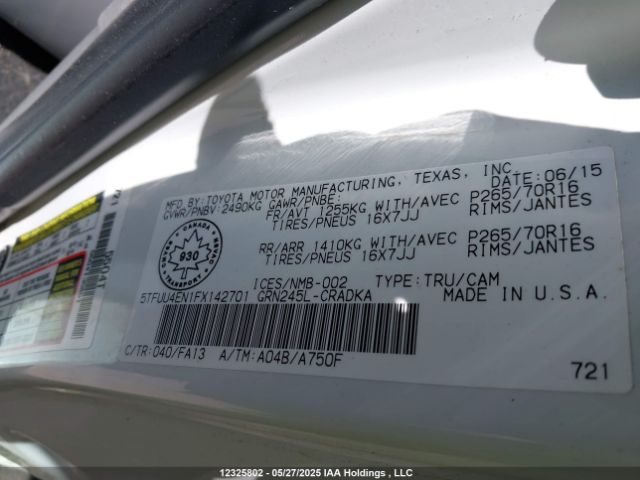 MFD. BY: TOYOTA MOTOR MANUFACTURING, TEXAS, INC.
DATE: 06/15
GVWR/PNBV: 2490KG GAWR/PNBE:
FR/AVT 1295KG WITH/AVEC P265/70R16
TIRES/PNEUS 16X7JJ RIMS/JANTES
RR/ARR 1410KG WITH/AVEC P265/70R16
TIRES/PNEUS 16X7JJ RIMS/JANTES
CANADA
930
ICES/NMB-002 TYPE: TRU/CAM
5TFUU4EN1FX142701 GRN245L-CRADKA MADE IN U.S.A.
C/TR: 040/FA13 A/TM: A04B/A750F
721
12325802 - 05/27/2025 IAA Holdings , LLC